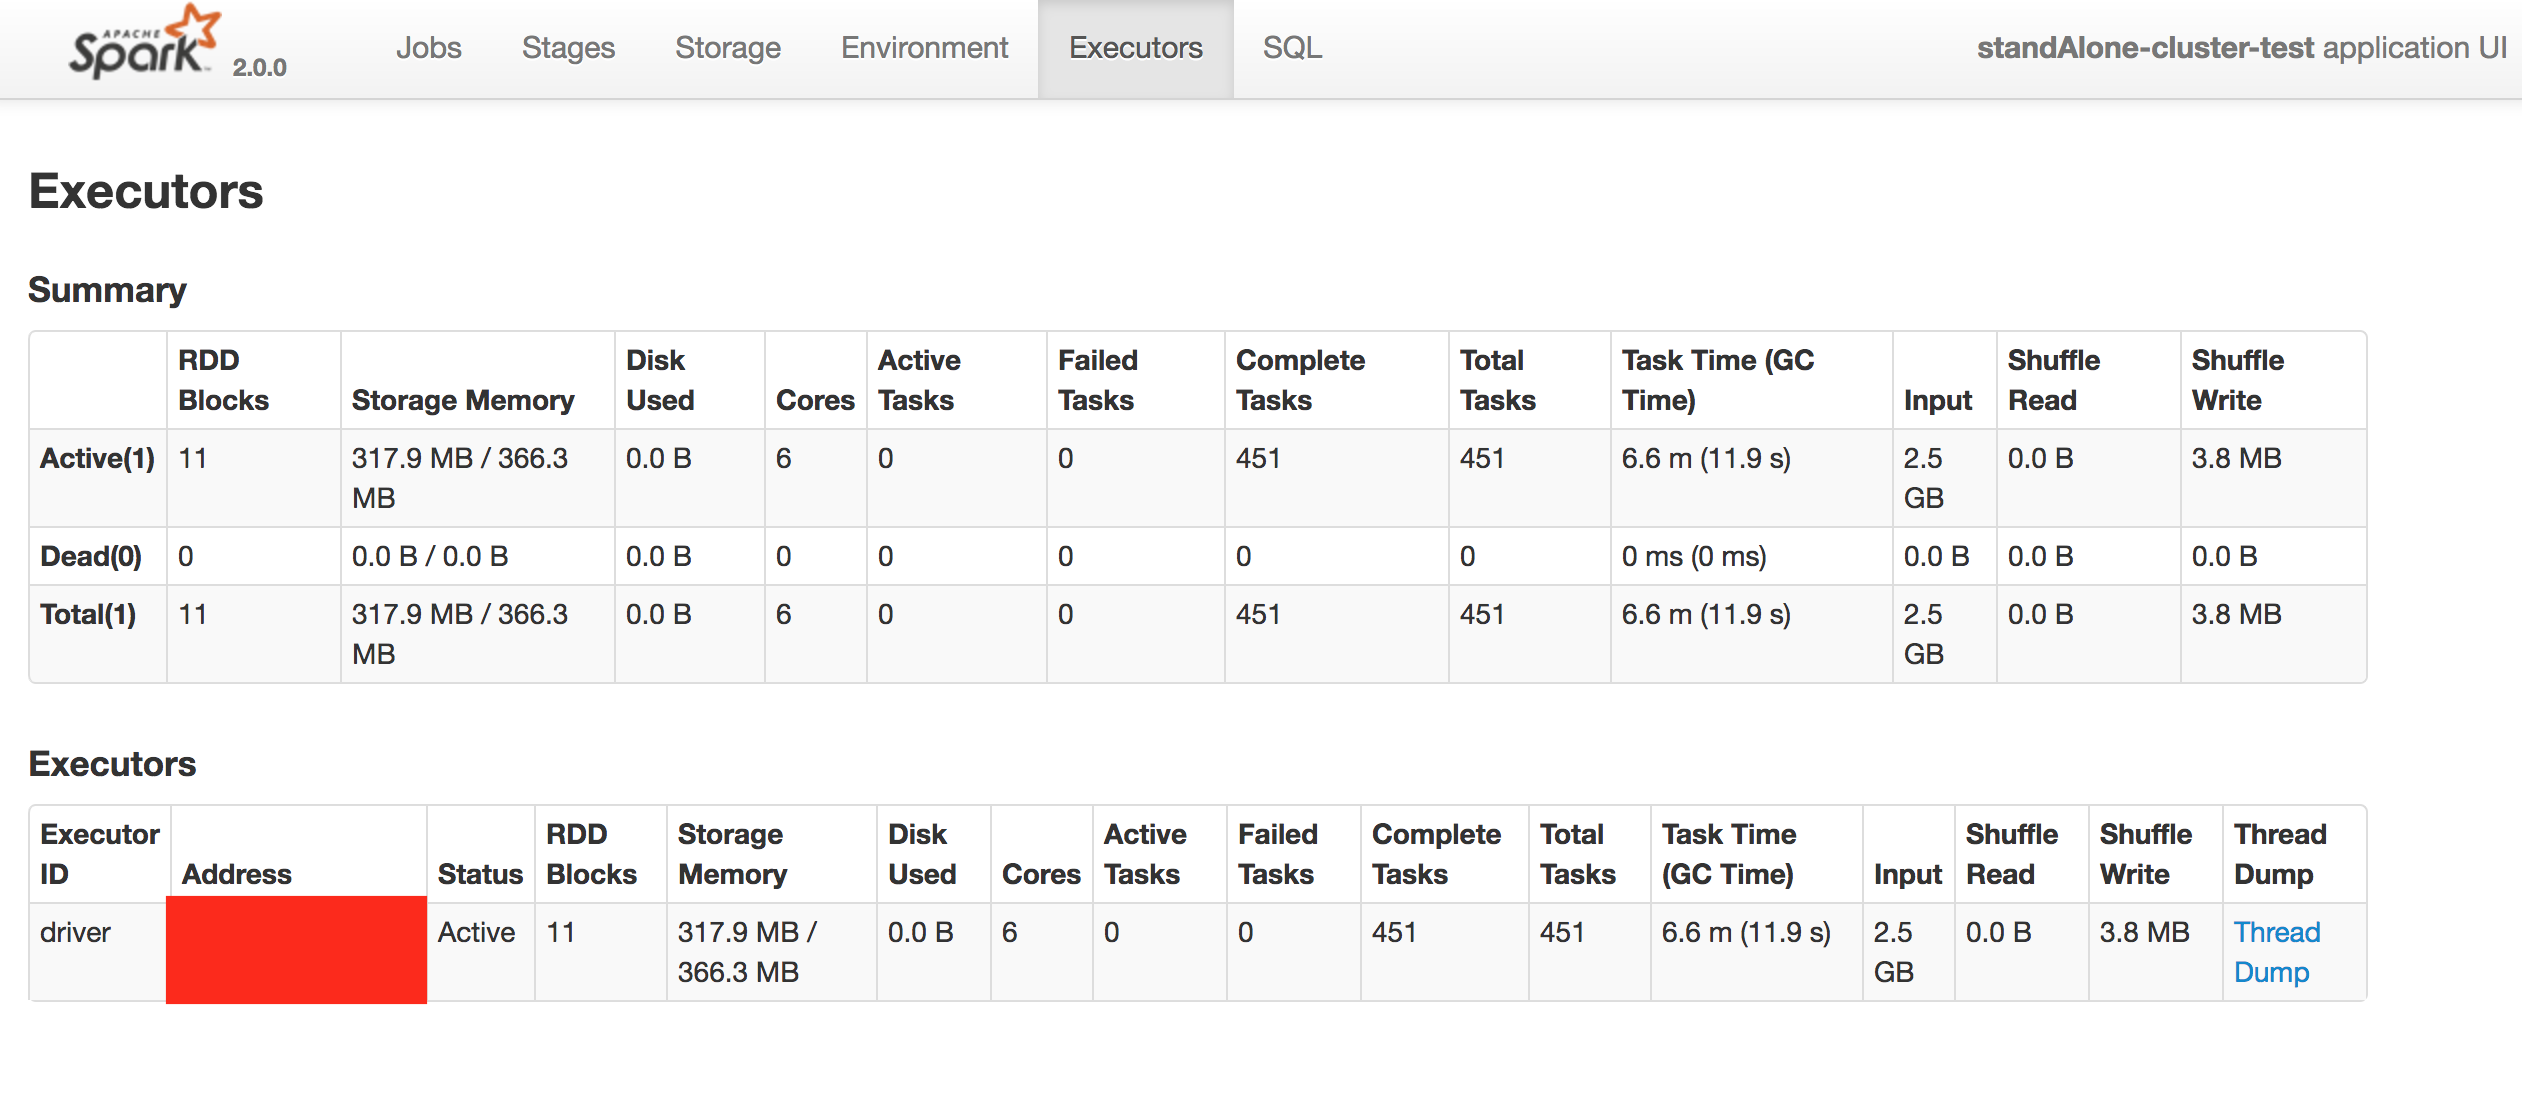 APACHE
Spark 2.0.0 Jobs Stages Storage Environment Executors SQL standAlone-cluster-test application UI
Executors
Summary
RDD Blocks Storage Memory Disk Used Cores Active Tasks Failed Tasks Complete Tasks Total Tasks Task Time (GC Time) Input Shuffle Read Shuffle Write
Active(1) 11 317.9 MB / 366.3 MB 0.0 B 6 0 0 451 451 6.6 m (11.9 s) 2.5 GB 0.0 B 3.8 MB
Dead(0) 0 0.0 B / 0.0 B 0.0 B 0 0 0 0 0 0 ms (0 ms) 0.0 B 0.0 B 0.0 B
Total(1) 11 317.9 MB / 366.3 MB 0.0 B 6 0 0 451 451 6.6 m (11.9 s) 2.5 GB 0.0 B 3.8 MB
Executors
Executor ID Address Status RDD Blocks Storage Memory Disk Used Cores Active Tasks Failed Tasks Complete Tasks Total Tasks Task Time (GC Time) Input Shuffle Read Shuffle Write Thread Dump
driver Active 11 317.9 MB / 366.3 MB 0.0 B 6 0 0 451 451 6.6 m (11.9 s) 2.5 GB 0.0 B 3.8 MB Thread Dump